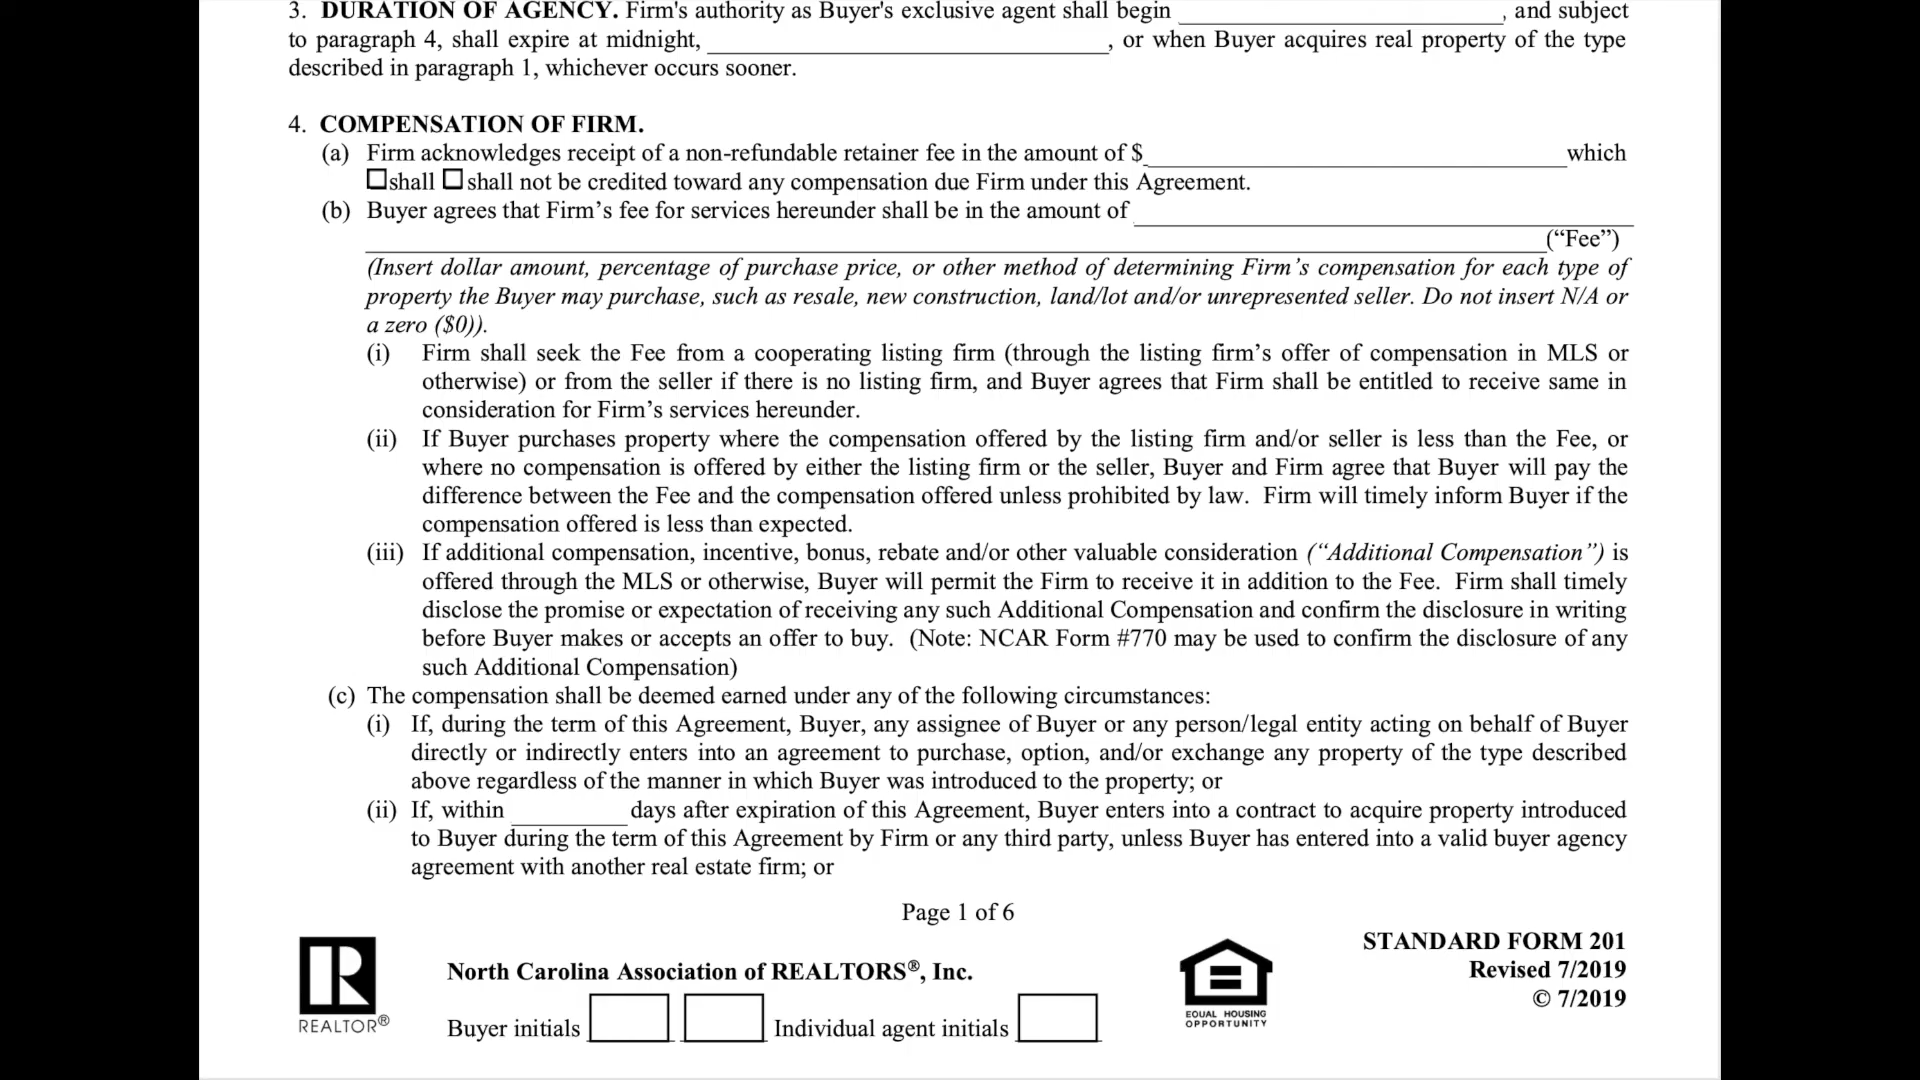 3. DURATION OF AGENCY. Firm's authority as Buyer's exclusive agent shall begin ____________________, and subject
to paragraph 4, shall expire at midnight, ____________________, or when Buyer acquires real property of the type
described in paragraph 1, whichever occurs sooner.
4. COMPENSATION OF FIRM.
(a) Firm acknowledges receipt of a non-refundable retainer fee in the amount of $____________________which
☐shall ☐ shall not be credited toward any compensation due Firm under this Agreement.
(b) Buyer agrees that Firm’s fee for services hereunder shall be in the amount of ____________________
____________________(“Fee”)
(Insert dollar amount, percentage of purchase price, or other method of determining Firm’s compensation for each type of
property the Buyer may purchase, such as resale, new construction, land/lot and/or unrepresented seller. Do not insert N/A or
a zero ($0)).
(i) Firm shall seek the Fee from a cooperating listing firm (through the listing firm’s offer of compensation in MLS or
otherwise) or from the seller if there is no listing firm, and Buyer agrees that Firm shall be entitled to receive same in
consideration for Firm’s services hereunder.
(ii) If Buyer purchases property where the compensation offered by the listing firm and/or seller is less than the Fee, or
where no compensation is offered by either the listing firm or the seller, Buyer and Firm agree that Buyer will pay the
difference between the Fee and the compensation offered unless prohibited by law. Firm will timely inform Buyer if the
compensation offered is less than expected.
(iii) If additional compensation, incentive, bonus, rebate and/or other valuable consideration (“Additional Compensation”) is
offered through the MLS or otherwise, Buyer will permit the Firm to receive it in addition to the Fee. Firm shall timely
disclose the promise or expectation of receiving any such Additional Compensation and confirm the disclosure in writing
before Buyer makes or accepts an offer to buy. (Note: NCAR Form #770 may be used to confirm the disclosure of any
such Additional Compensation)
(c) The compensation shall be deemed earned under any of the following circumstances:
(i) If, during the term of this Agreement, Buyer, any assignee of Buyer or any person/legal entity acting on behalf of Buyer
directly or indirectly enters into an agreement to purchase, option, and/or exchange any property of the type described
above regardless of the manner in which Buyer was introduced to the property; or
(ii) If, within __________ days after expiration of this Agreement, Buyer enters into a contract to acquire property introduced
to Buyer during the term of this Agreement by Firm or any third party, unless Buyer has entered into a valid buyer agency
agreement with another real estate firm; or
Page 1 of 6
REALTOR®
North Carolina Association of REALTORS®, Inc.
Buyer initials Individual agent initials
EQUAL HOUSING
OPPORTUNITY
STANDARD FORM 201
Revised 7/2019
© 7/2019